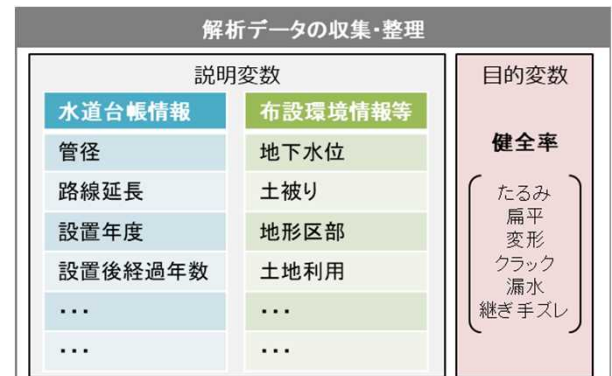 解析データの収集･整理
説明変数
水道台帳情報
管径
路線延長
設置年度
設置後経過年数
･･･
･･･
布設環境情報等
地下水位
土被り
地形区部
土地利用
･･･
･･･
目的変数
健全率
たるみ
扁平
変形
クラック
漏水
継ぎ手ズレ